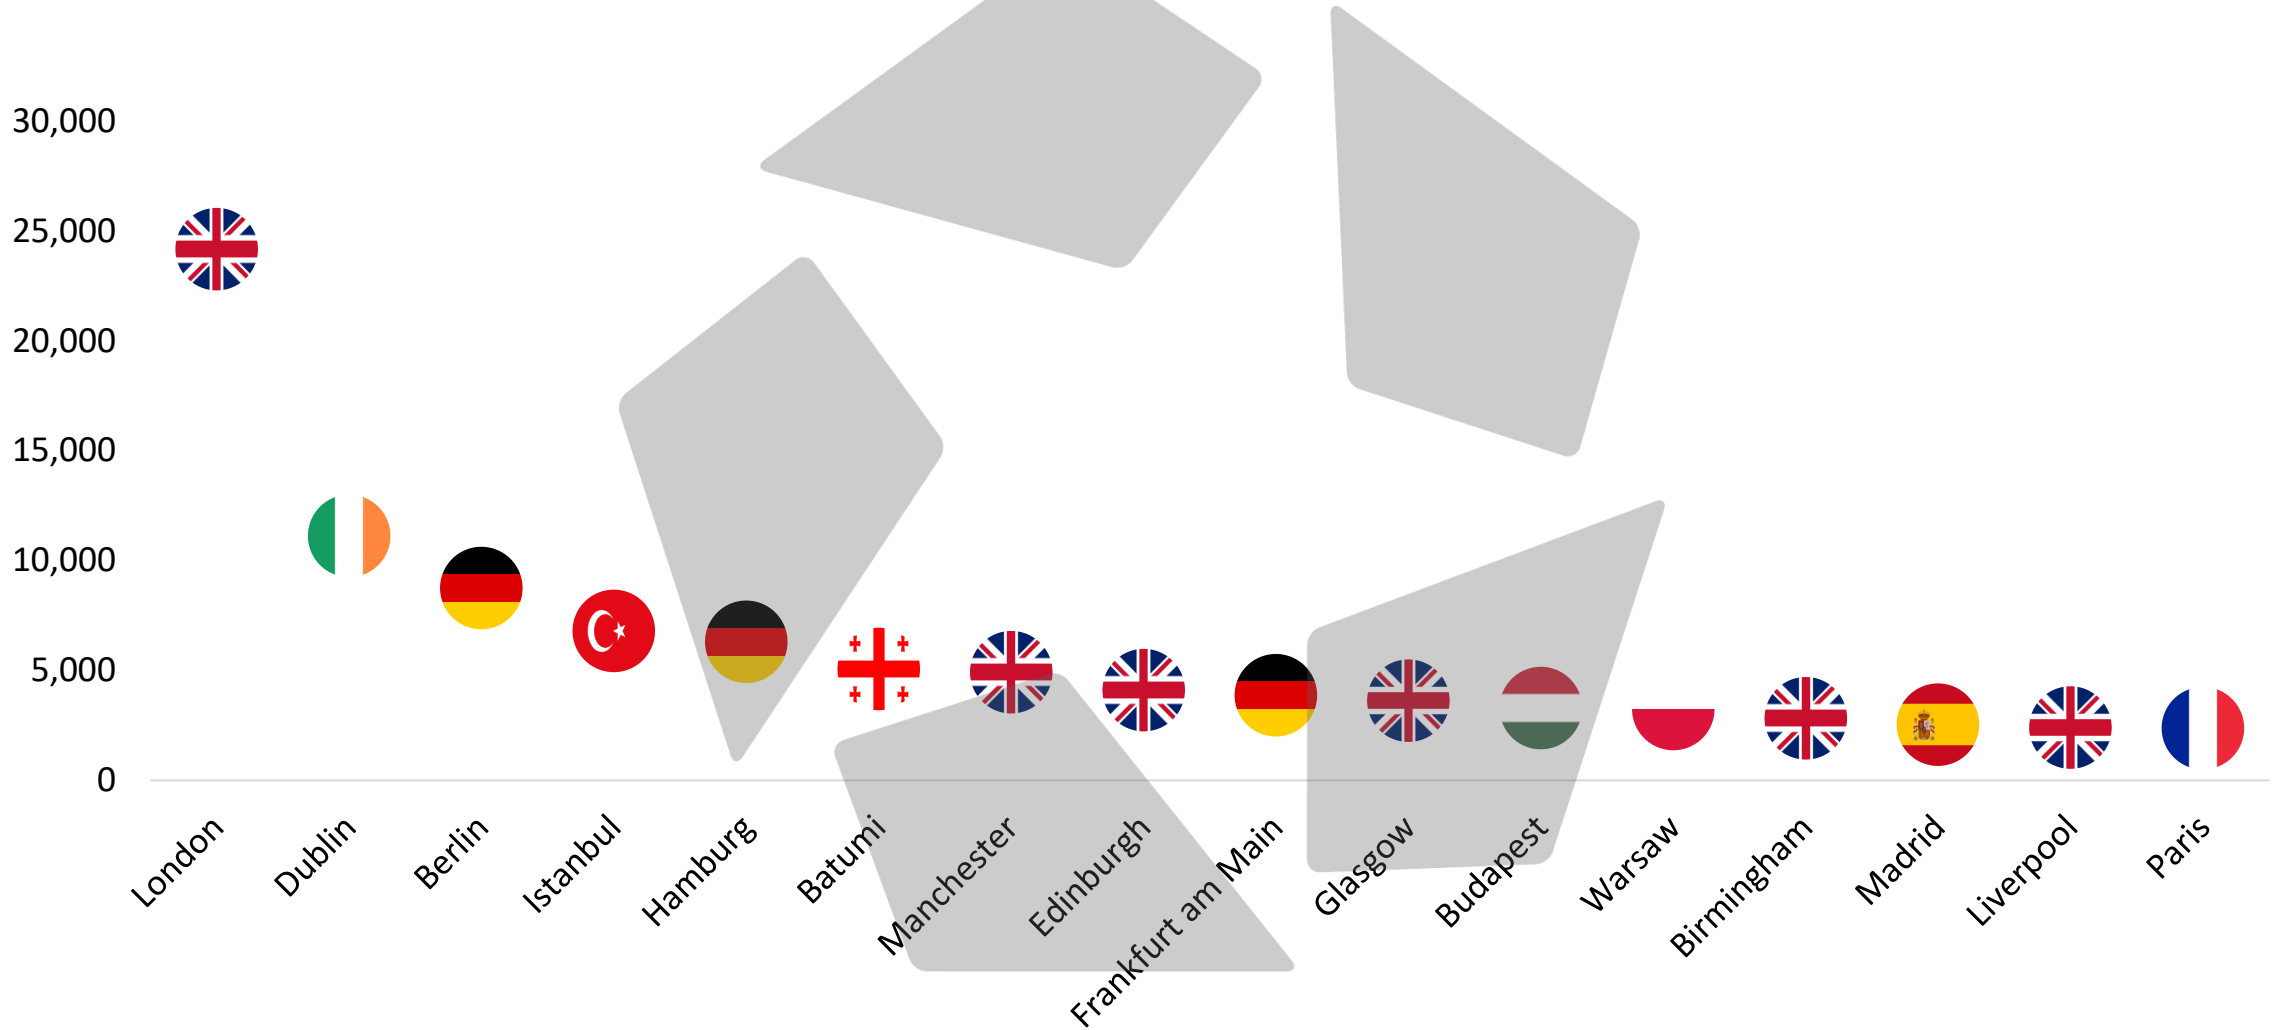 30,000
25,000
20,000
15,000
10,000
5,000
0
London
Dublin
Berlin
Istanbul
Hamburg
Batumi
Manchester
Edinburgh
Frankfurt am Main
Glasgow
Budapest
Warsaw
Birmingham
Madrid
Liverpool
Paris